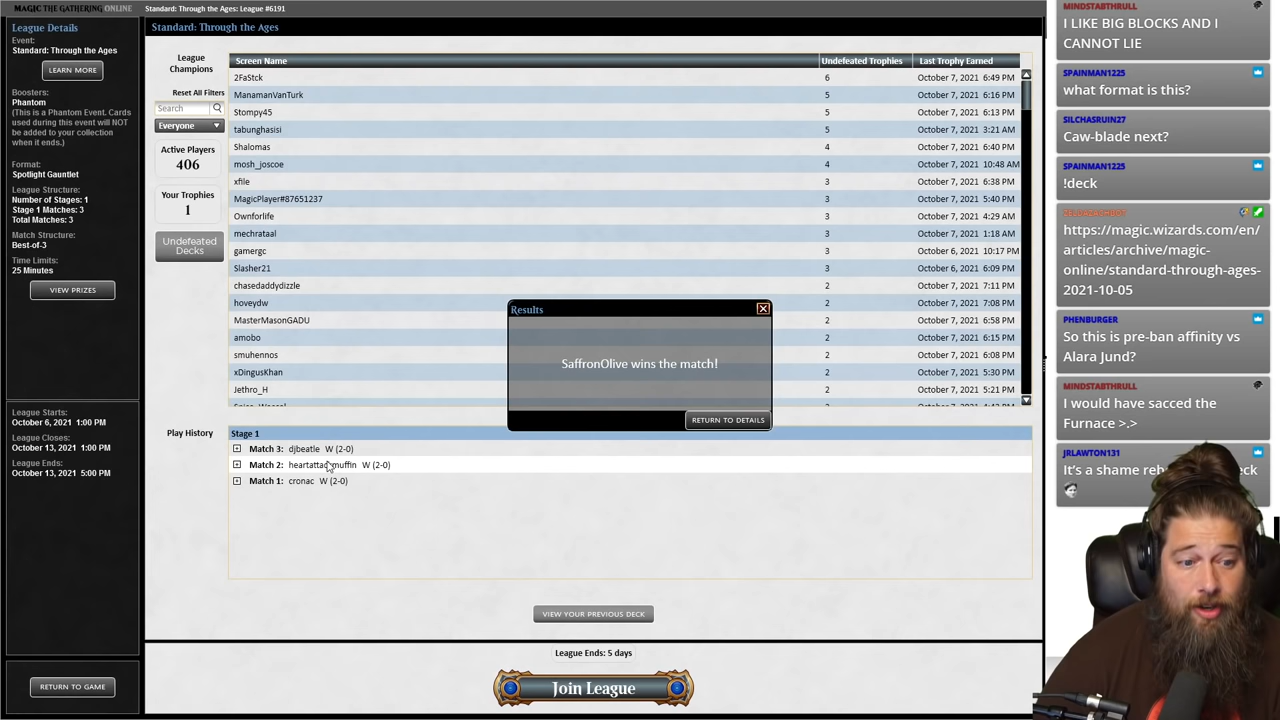 MAGIC THE GATHERING ONLINE
Standard: Through the Ages: League #6191
League Details
Event:
Standard: Through the Ages
LEARN MORE
Boosters:
Phantom
(This is a Phantom Event. Cards
used during this event will NOT
be added to your collection
when it ends.)
Format:
Spotlight Gauntlet
League Structure:
Number of Stages: 1
Stage 1 Matches: 3
Total Matches: 3
Match Structure:
Best-of-3
Time Limits:
25 Minutes
VIEW PRIZES
League Starts:
October 6, 2021 1:00 PM
League Closes:
October 13, 2021 1:00 PM
League Ends:
October 13, 2021 5:00 PM
RETURN TO GAME
Standard: Through the Ages
League
Champions
Reset All Filters
Search
Everyone
Active Players
406
Your Trophies
1
Undefeated
Decks
Screen Name Undefeated Trophies Last Trophy Earned
2FaStck 6 October 7, 2021 6:49 PM
ManamanVanTurk 5 October 7, 2021 6:16 PM
Stompy45 5 October 7, 2021 6:13 PM
tabunghasisi 5 October 7, 2021 3:21 AM
Shalomas 4 October 7, 2021 6:40 PM
mosh_joscoe 4 October 7, 2021 10:48 AM
xfile 3 October 7, 2021 6:38 PM
MagicPlayer#87651237 3 October 7, 2021 5:40 PM
Ownforlife 3 October 7, 2021 4:29 AM
mechrataal 3 October 7, 2021 1:18 AM
gamergc 3 October 6, 2021 10:17 PM
Slasher21 3 October 6, 2021 6:09 PM
chasedaddydizzle 2 October 7, 2021 7:11 PM
hoveydw 2 October 7, 2021 7:08 PM
MasterMasonGADU 2 October 7, 2021 6:58 PM
amobo 2 October 7, 2021 6:15 PM
smuhennos 2 October 7, 2021 6:08 PM
xDingusKhan 2 October 7, 2021 5:30 PM
Jethro_H 2 October 7, 2021 5:21 PM
Results
SaffronOlive wins the match!
RETURN TO DETAILS
Play History
Stage 1
Match 3: djbeatle W (2-0)
Match 2: heartattackmuffin W (2-0)
Match 1: cronac W (2-0)
VIEW YOUR PREVIOUS DECK
League Ends: 5 days
Join League
MINDSTABTHRULL
I LIKE BIG BLOCKS AND I
CANNOT LIE
SPAINMAN1225
what format is this?
SILCHASRUIN27
Caw-blade next?
SPAINMAN1225
!deck
https://magic.wizards.com/en/
articles/archive/magic-
online/standard-through-ages-
2021-10-05
PHENBURGER
So this is pre-ban affinity vs
Alara Jund?
MINDSTABTHRULL
I would have sacced the
Furnace >.>
JRLAWTON131
It's a shame